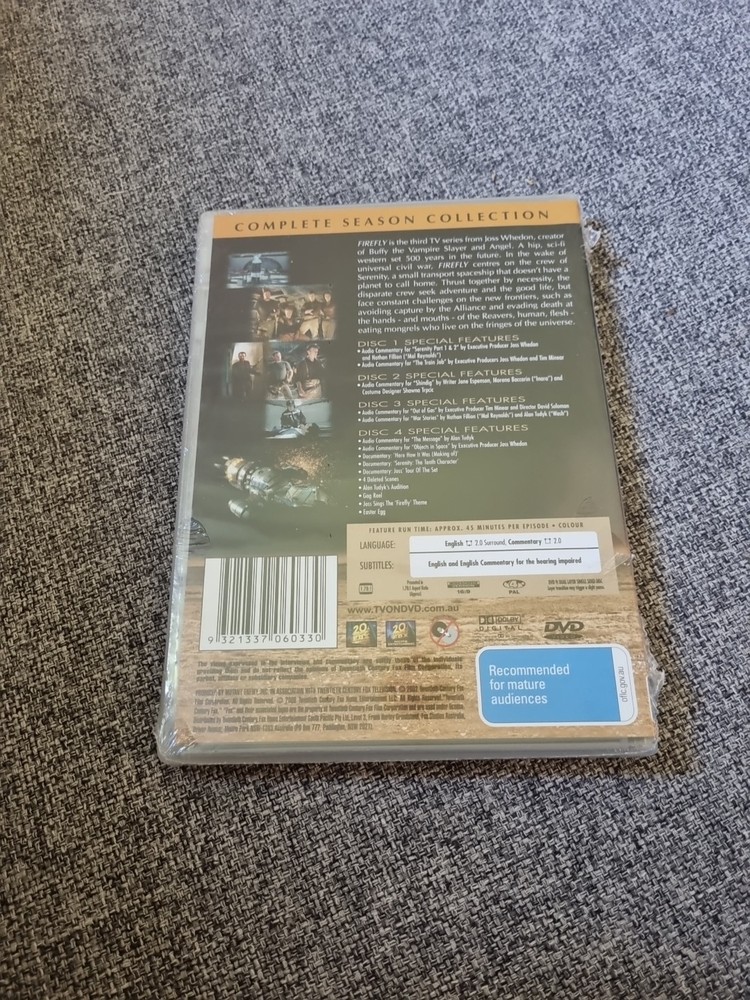 COMPLETE SEASON COLLECTION
FIREFLY is the third TV series from Joss Whedon, creator
of Buffy the Vampire Slayer and Angel. A hip, sci-fi
western set 500 years in the future. In the wake of
universal civil war, FIREFLY centres on the crew of
Serenity, a small transport spaceship that doesn't have a
planet to call home. Thrust together by necessity, the
disparate crew seek adventure and the good life, but
face constant challenges on the new frontiers, such as
avoiding capture by the Alliance and evading death at
the hands - and mouths - of the Reavers, human, flesh -
eating mongrels who live on the fringes of the universe.
DISC 1 SPECIAL FEATURES
• Audio Commentary for "Serenity Part 1 & 2" by Executive Producer Joss Whedon
and Nathan Fillion ("Mal Reynolds")
• Audio Commentary for "The Train Job" by Executive Producers Joss Whedon and Tim Minear
DISC 2 SPECIAL FEATURES
• Audio Commentary for "Shindig" by Writer Jane Espenson, Morena Baccarin ("Inara") and
Costume Designer Shawna Trpcic
DISC 3 SPECIAL FEATURES
• Audio Commentary for "Out of Gas" by Executive Producer Tim Minear and Director David Solomon
• Audio Commentary for "War Stories" by Nathan Fillion ("Mal Reynolds") and Alan Tudyk ("Wash")
DISC 4 SPECIAL FEATURES
• Audio Commentary for "The Message" by Alan Tudyk
• Audio Commentary for "Objects in Space" by Executive Producer Joss Whedon
• Documentary: 'Here How It Was (Making of)'
• Documentary: 'Serenity: The Tenth Character'
• Documentary: Joss' Tour Of The Set
• 4 Deleted Scenes
• Alan Tudyk's Audition
• Gag Reel
• Joss Sings The 'Firefly' Theme
• Easter Egg
FEATURE RUN TIME: APPROX. 45 MINUTES PER EPISODE • COLOUR
LANGUAGE: English 2.0 Surround, Commentary 2.0
SUBTITLES: English and English Commentary for the hearing impaired
1.78:1
PAL
www.TVONDVD.com.au
9 321337 060330
DOLBY
DIGITAL
DVD
Recommended
for mature
audiences
oflc.gov.au